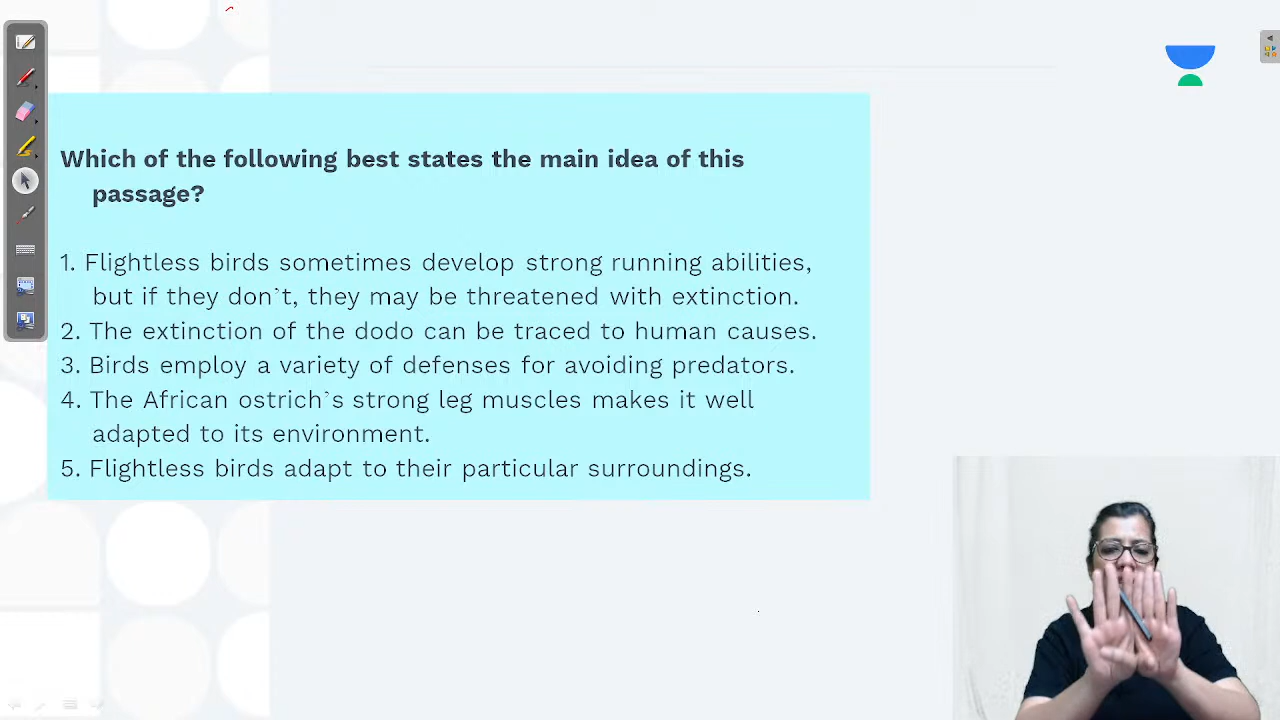 Which of the following best states the main idea of this
passage?
1. Flightless birds sometimes develop strong running abilities,
but if they don`t, they may be threatened with extinction.
2. The extinction of the dodo can be traced to human causes.
3. Birds employ a variety of defenses for avoiding predators.
4. The African ostrich`s strong leg muscles makes it well
adapted to its environment.
5. Flightless birds adapt to their particular surroundings.